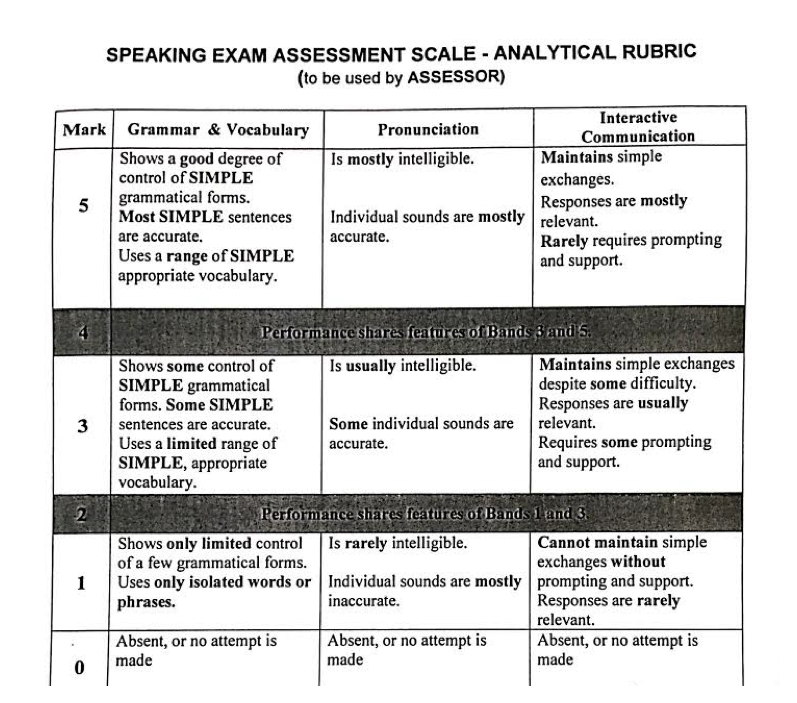 SPEAKING EXAM ASSESSMENT SCALE - ANALYTICAL RUBRIC
(to be used by ASSESSOR)
Mark
Grammar & Vocabulary
Pronunciation
Interactive
Communication
5
Shows a good degree of
control of SIMPLE
grammatical forms.
Most SIMPLE sentences
are accurate.
Uses a range of SIMPLE
appropriate vocabulary.
Is mostly intelligible.
Individual sounds are mostly
accurate.
Maintains simple
exchanges.
Responses are mostly
relevant.
Rarely requires prompting
and support.
4
Performance shares features of Bands 3 and 5.
3
Shows some control of
SIMPLE grammatical
forms. Some SIMPLE
sentences are accurate.
Uses a limited range of
SIMPLE, appropriate
vocabulary.
Is usually intelligible.
Some individual sounds are
accurate.
Maintains simple exchanges
despite some difficulty.
Responses are usually
relevant.
Requires some prompting
and support.
2
Performance shares features of Bands 1 and 3.
1
Shows only limited control
of a few grammatical forms.
Uses only isolated words or
phrases.
Is rarely intelligible.
Individual sounds are mostly
inaccurate.
Cannot maintain simple
exchanges without
prompting and support.
Responses are rarely
relevant.
0
Absent, or no attempt is
made
Absent, or no attempt is
made
Absent, or no attempt is
made